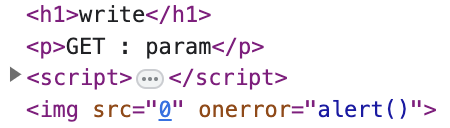 <h1>write</h1>
<p>GET : param</p>
<script>…</script>
<img src="0" onerror="alert()">